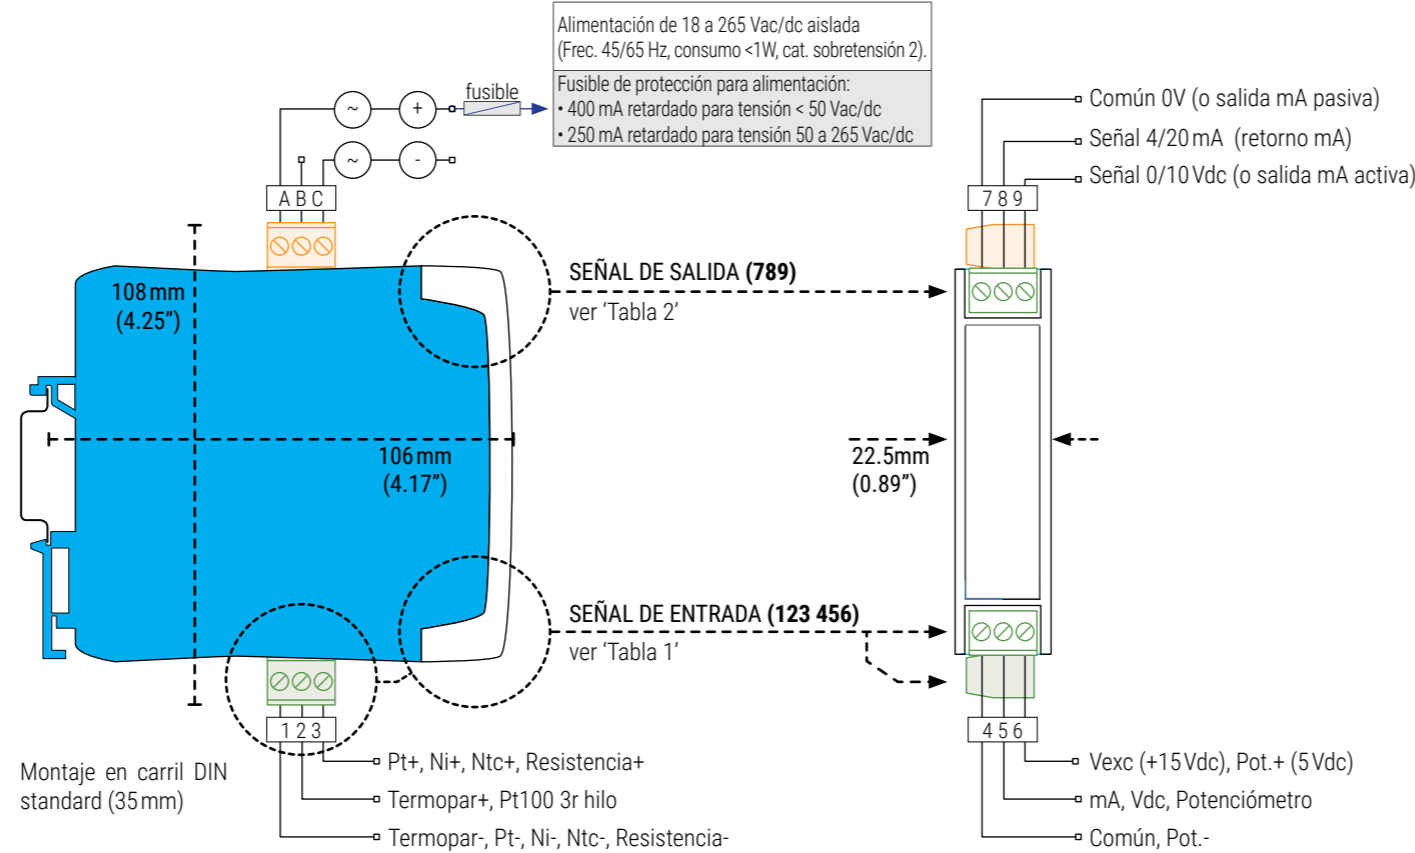 Alimentación de 18 a 265 Vac/dc aislada
(Frec. 45/65 Hz, consumo <1W, cat. sobretensión 2).
Fusible de protección para alimentación:
• 400 mA retardado para tensión < 50 Vac/dc
• 250 mA retardado para tensión 50 a 265 Vac/dc
fusible
~ +
~ -
A B C
Común 0V (o salida mA pasiva)
Señal 4/20 mA (retorno mA)
Señal 0/10 Vdc (o salida mA activa)
7 8 9
108 mm
(4.25”)
SEÑAL DE SALIDA (789)
ver ‘Tabla 2’
106 mm
(4.17”)
22.5mm
(0.89”)
SEÑAL DE ENTRADA (123 456)
ver ‘Tabla 1’
1 2 3
4 5 6
Montaje en carril DIN
standard (35 mm)
Pt+, Ni+, Ntc+, Resistencia+
Termopar+, Pt100 3r hilo
Termopar-, Pt-, Ni-, Ntc-, Resistencia-
Vexc (+15 Vdc), Pot.+ (5 Vdc)
mA, Vdc, Potenciómetro
Común, Pot.-